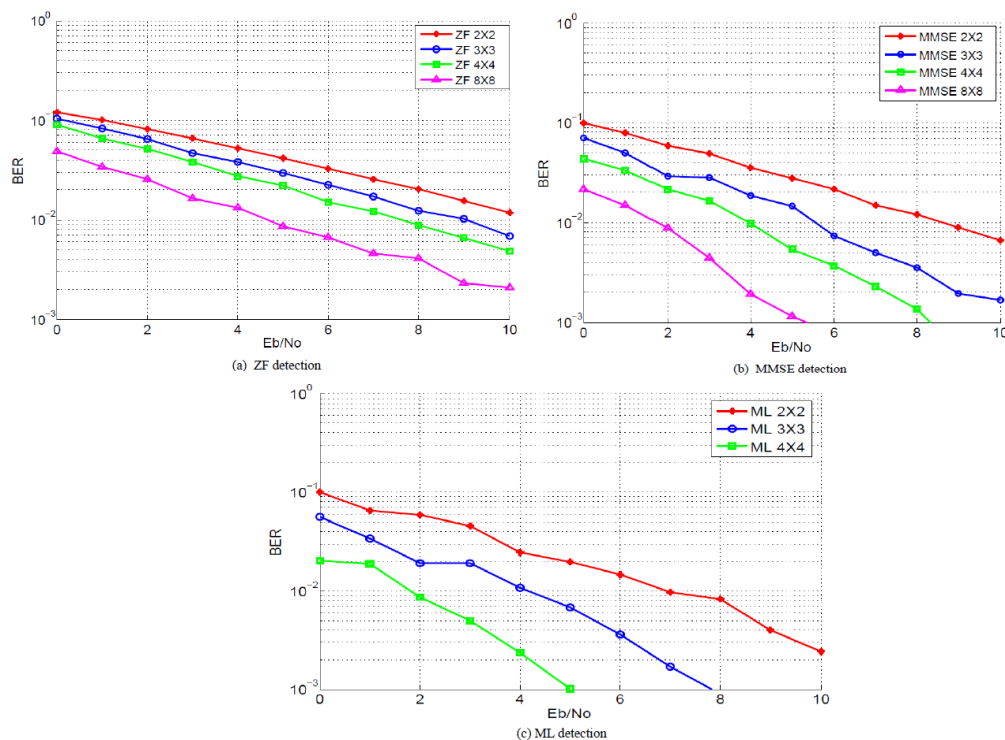 10^0
10^-1
10^-2
10^-3
BER
0 2 4 6 8 10
Eb/No
ZF 2X2
ZF 3X3
ZF 4X4
ZF 8X8
(a) ZF detection
10^0
10^-1
10^-2
10^-3
BER
0 2 4 6 8 10
Eb/No
MMSE 2X2
MMSE 3X3
MMSE 4X4
MMSE 8X8
(b) MMSE detection
10^0
10^-1
10^-2
10^-3
BER
0 2 4 6 8 10
Eb/No
ML 2X2
ML 3X3
ML 4X4
(c) ML detection